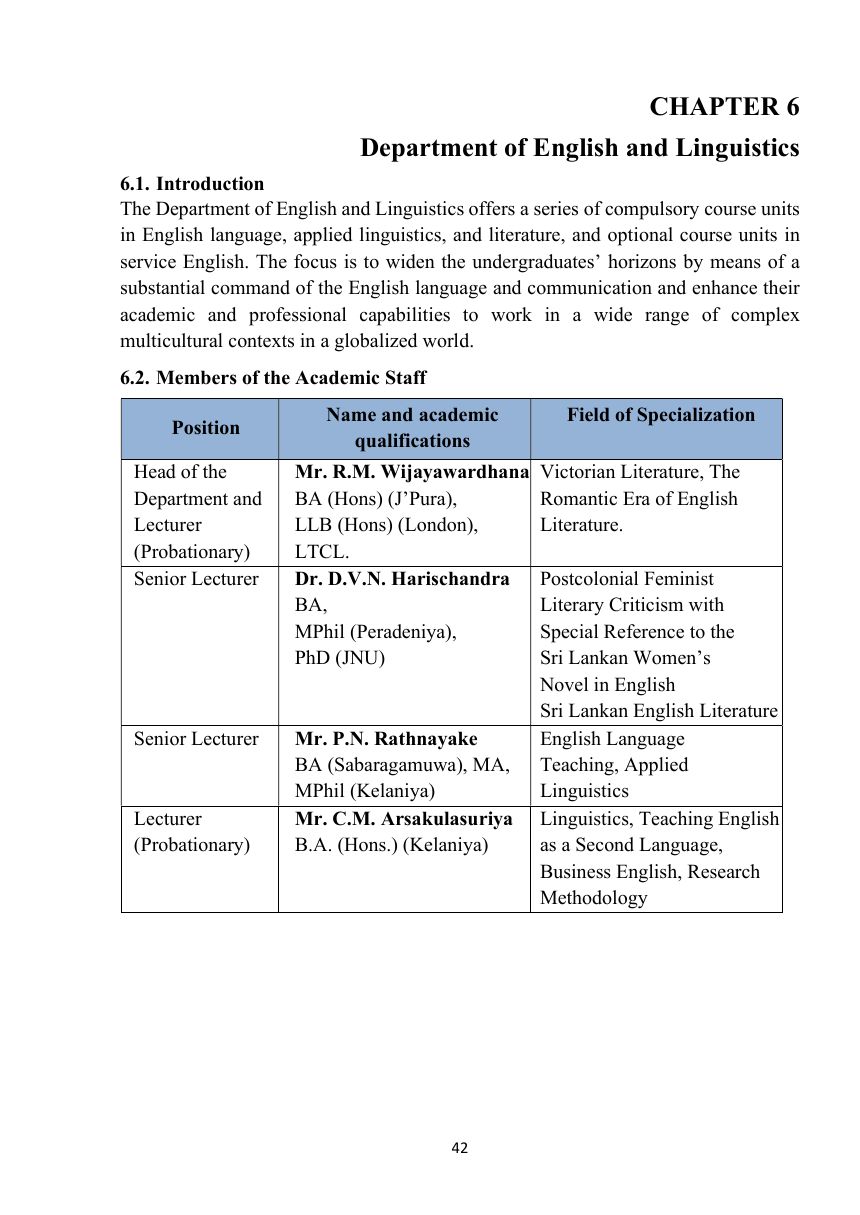 CHAPTER 6
Department of English and Linguistics
6.1. Introduction
The Department of English and Linguistics offers a series of compulsory course units
in English language, applied linguistics, and literature, and optional course units in
service English. The focus is to widen the undergraduates’ horizons by means of a
substantial command of the English language and communication and enhance their
academic and professional capabilities to work in a wide range of complex
multicultural contexts in a globalized world.
6.2. Members of the Academic Staff
Position
Name and academic
qualifications
Field of Specialization
Head of the
Department and
Lecturer
(Probationary)
Mr. R.M. Wijayawardhana
BA (Hons) (J’Pura),
LLB (Hons) (London),
LTCL.
Victorian Literature, The
Romantic Era of English
Literature.
Senior Lecturer
Dr. D.V.N. Harischandra
BA,
MPhil (Peradeniya),
PhD (JNU)
Postcolonial Feminist
Literary Criticism with
Special Reference to the
Sri Lankan Women’s
Novel in English
Sri Lankan English Literature
Senior Lecturer
Mr. P.N. Rathnayake
BA (Sabaragamuwa), MA,
MPhil (Kelaniya)
English Language
Teaching, Applied
Linguistics
Lecturer
(Probationary)
Mr. C.M. Arsakulasuriya
B.A. (Hons.) (Kelaniya)
Linguistics, Teaching English
as a Second Language,
Business English, Research
Methodology
42